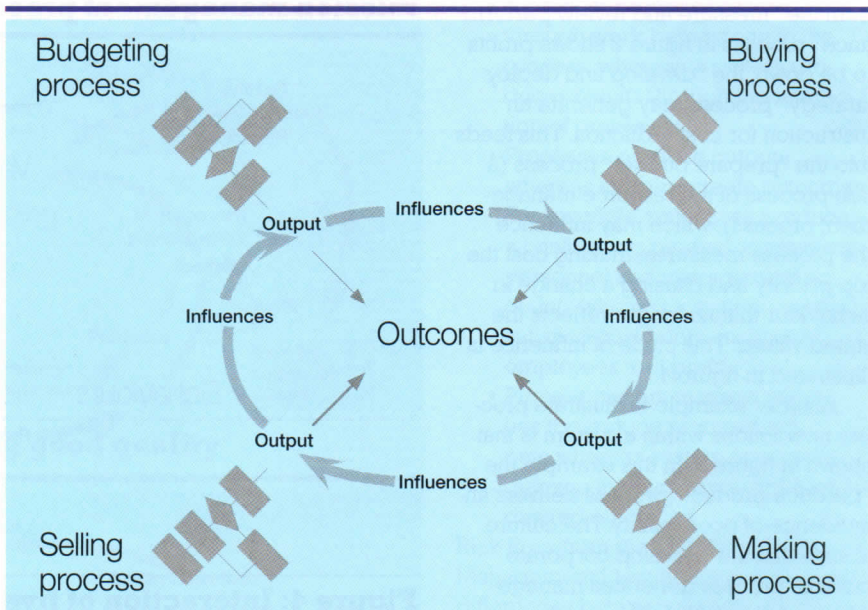 Budgeting
process
Buying
process
Influences
Output
Output
Influences
Influences
Outcomes
Output
Output
Influences
Selling
process
Making
process